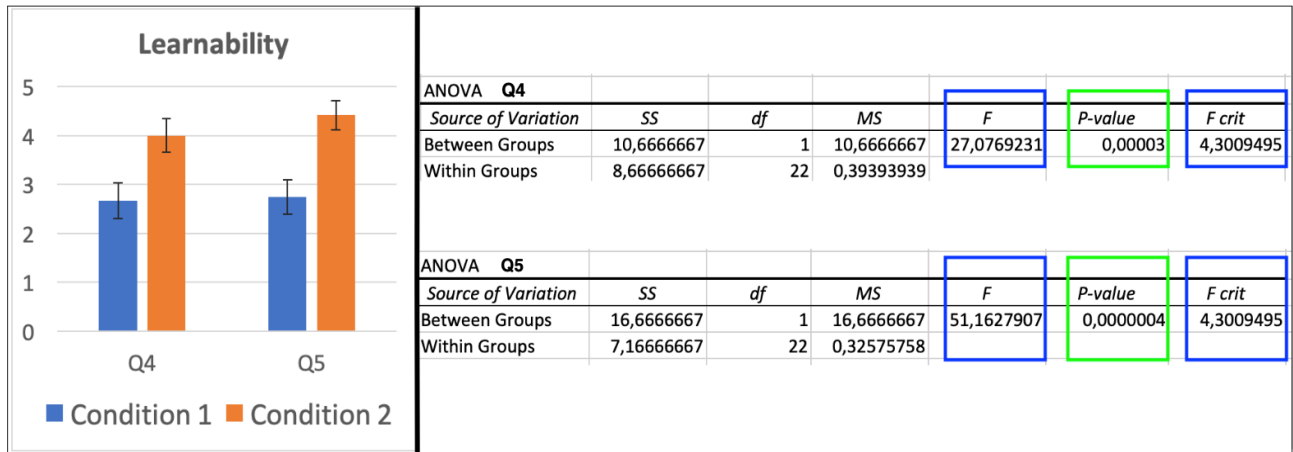 Learnability
5
4
3
2
1
0
Q4 Q5
Condition 1 Condition 2
ANOVA Q4
Source of Variation SS df MS F P-value F crit
Between Groups 10,6666667 1 10,6666667 27,0769231 0,00003 4,3009495
Within Groups 8,66666667 22 0,39393939
ANOVA Q5
Source of Variation SS df MS F P-value F crit
Between Groups 16,6666667 1 16,6666667 51,1627907 0,0000004 4,3009495
Within Groups 7,16666667 22 0,32575758